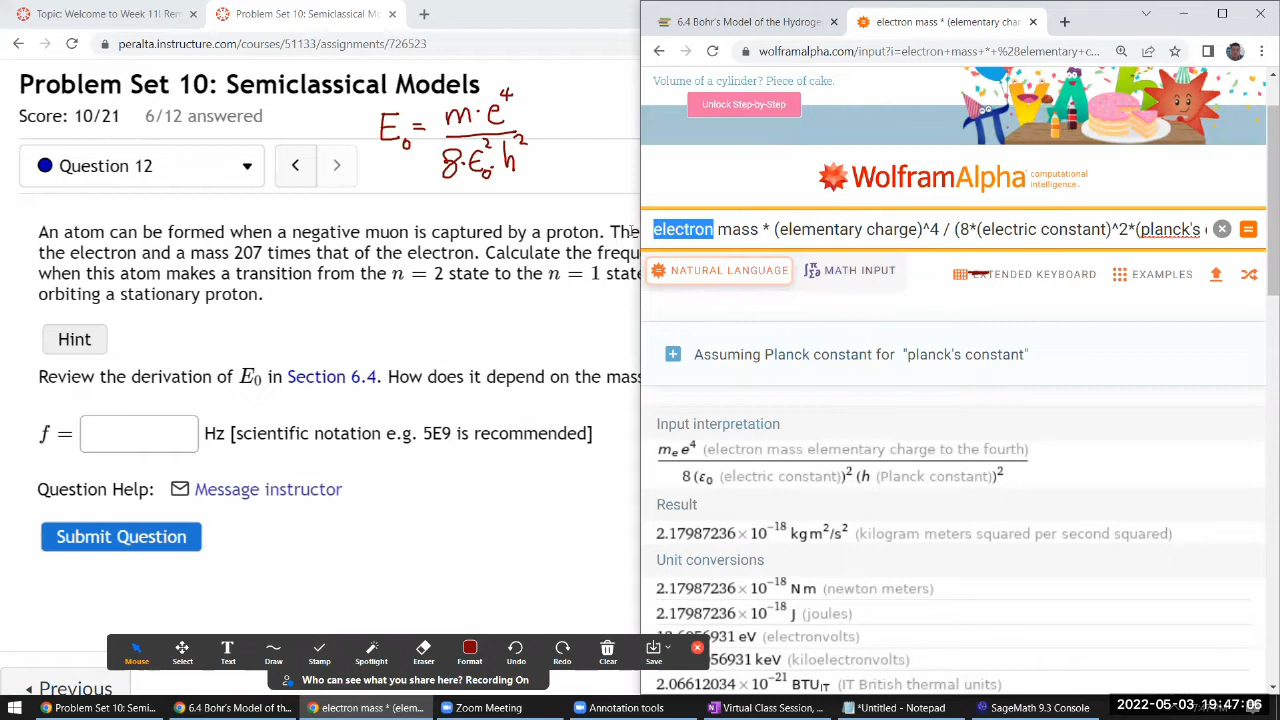 Topic: Welcome to Week 11! Rem
Problem Set 10: Semiclassical Mod
peralta.instructure.com/courses/51133/assignments/726523
Problem Set 10: Semiclassical Models
Score: 10/21 6/12 answered
E₀ = m·e⁴ / 8·ε₀²·h²
Question 12
An atom can be formed when a negative muon is captured by a proton. The
the electron and a mass 207 times that of the electron. Calculate the frequ
when this atom makes a transition from the n = 2 state to the n = 1 state
orbiting a stationary proton.
Hint
Review the derivation of E₀ in Section 6.4. How does it depend on the mass
f = Hz [scientific notation e.g. 5E9 is recommended]
Question Help: Message instructor
Submit Question
Previous
6.4 Bohr's Model of the Hydroge
electron mass * (elementary char
wolframalpha.com/input?i=electron+mass+*+%28elementary+c...
Volume of a cylinder? Piece of cake.
Unlock Step-by-Step
WolframAlpha computational intelligence.
electron mass * (elementary charge)^4 / (8*(electric constant)^2*(planck's c
NATURAL LANGUAGE MATH INPUT EXTENDED KEYBOARD EXAMPLES
Assuming Planck constant for "planck's constant"
Input interpretation
mₑ e⁴ (electron mass elementary charge to the fourth)
8 (ε₀ (electric constant))² (h (Planck constant))²
Result
2.17987236×10⁻¹⁸ kg m²/s² (kilogram meters squared per second squared)
Unit conversions
2.17987236×10⁻¹⁸ N m (newton meters)
2.17987236×10⁻¹⁸ J (joules)
eV (electronvolts)
56931 keV (kiloelectronvolts)
2.06612034×10⁻²¹ BTU_IT (IT British thermal units)
Mouse Select Text Draw Stamp Spotlight Eraser Format Undo Redo Clear Save
Who can see what you share here? Recording On
Problem Set 10: Semi... 6.4 Bohr's Model of th... electron mass * (elem... Zoom Meeting Annotation tools Virtual Class Session, ... *Untitled - Notepad SageMath 9.3 Console
2022-05-03 19:47:06